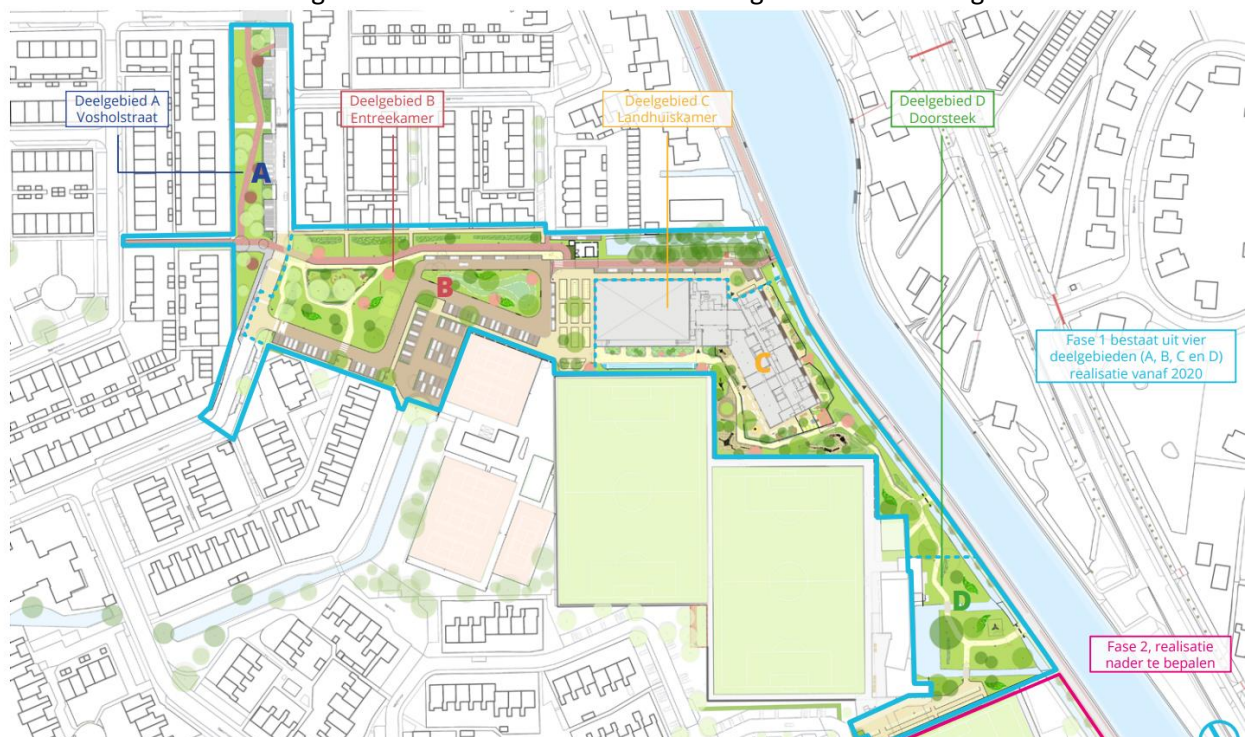 Deelgebied A
Vosholstraat
Deelgebied B
Entreekamer
Deelgebied C
Landhuiskamer
Deelgebied D
Doorsteek
A
B
C
Fase 1 bestaat uit vier
deelgebieden (A, B, C en D)
realisatie vanaf 2020
D
Fase 2, realisatie
nader te bepalen